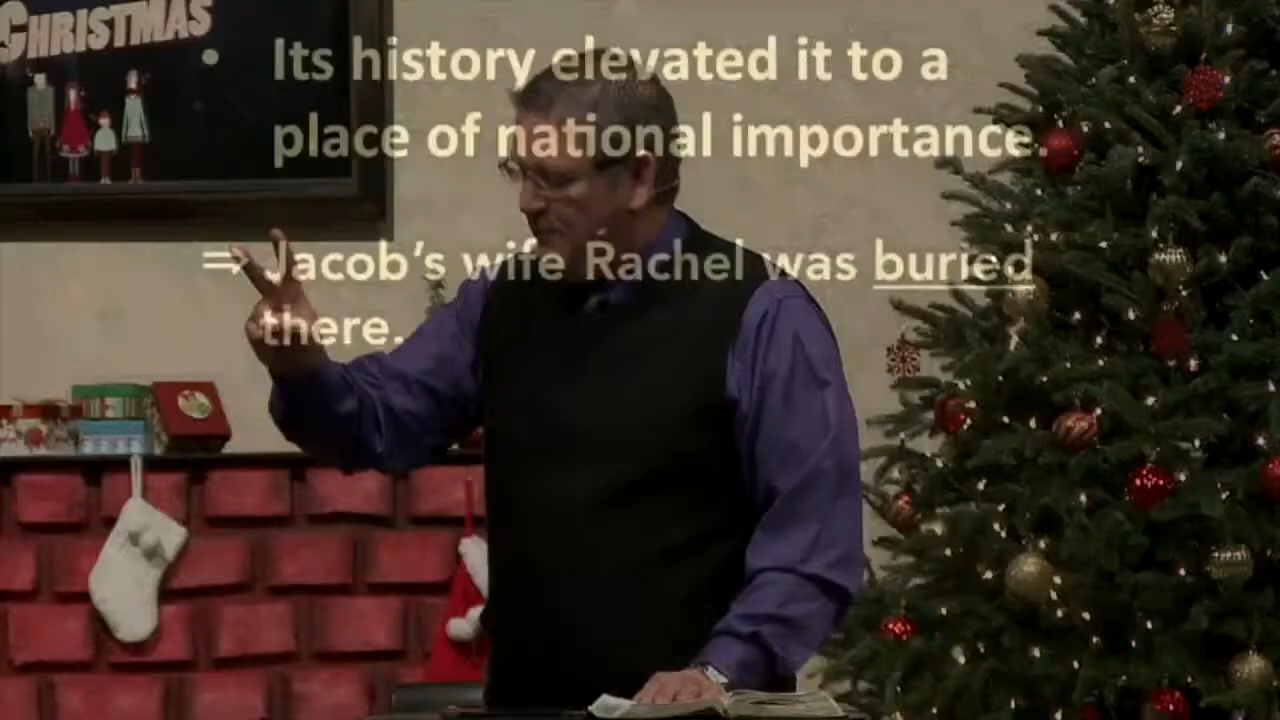 CHRISTMAS
• Its history elevated it to a
place of national importance.
⇒ Jacob's wife Rachel was buried
there.